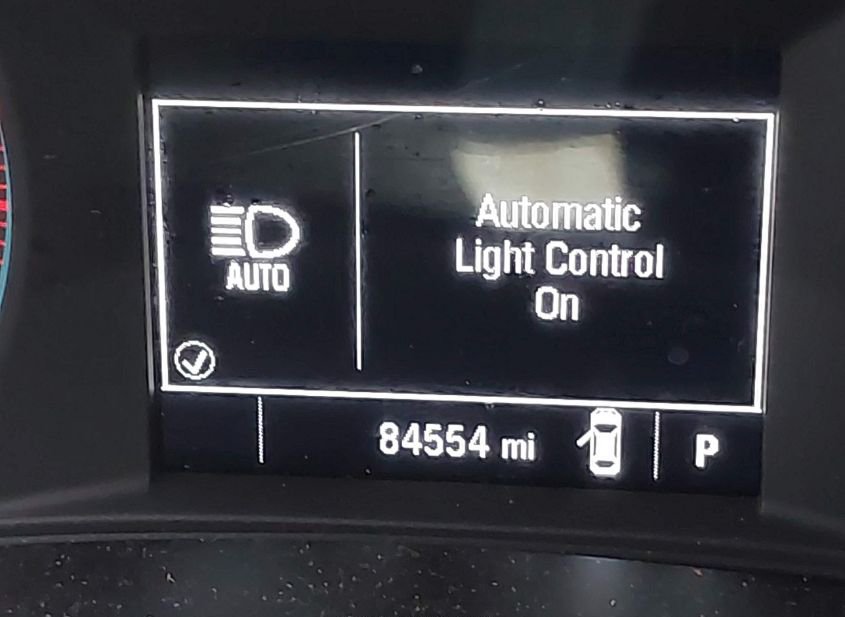 Automatic
Light Control
On
AUTO
84554 mi
P